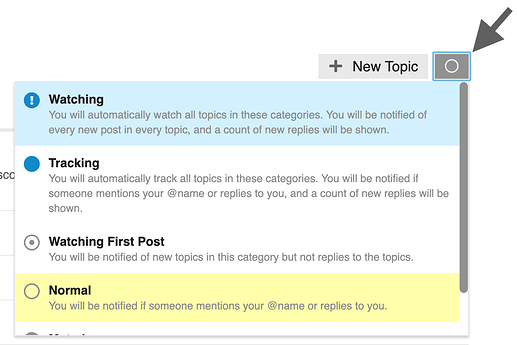 + New Topic
sco
Watching
You will automatically watch all topics in these categories. You will be notified of
every new post in every topic, and a count of new replies will be shown.
Tracking
You will automatically track all topics in these categories. You will be notified if
someone mentions your @name or replies to you, and a count of new replies will be
shown.
Watching First Post
You will be notified of new topics in this category but not replies to the topics.
Normal
You will be notified if someone mentions your @name or replies to you.